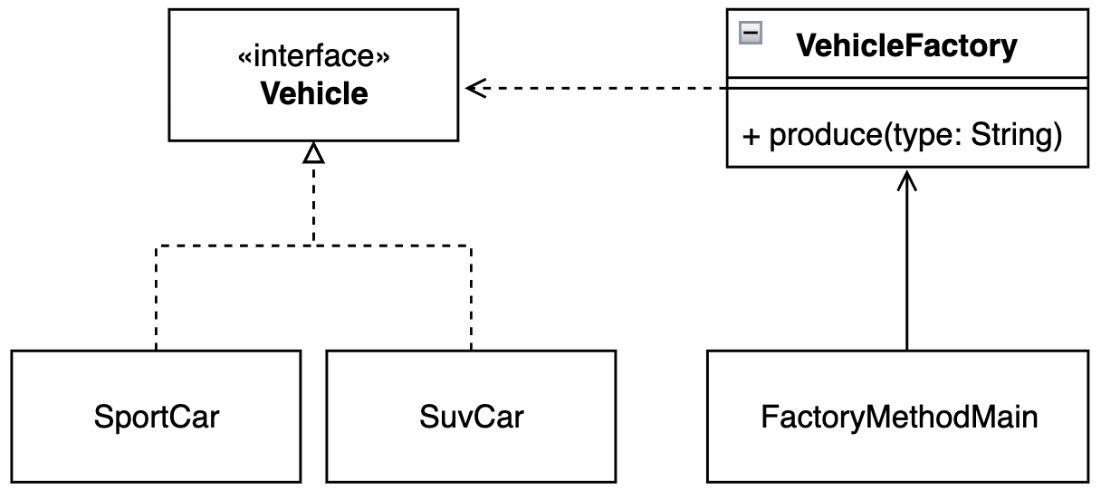 «interface»
Vehicle
VehicleFactory
+ produce(type: String)
SportCar
SuvCar
FactoryMethodMain